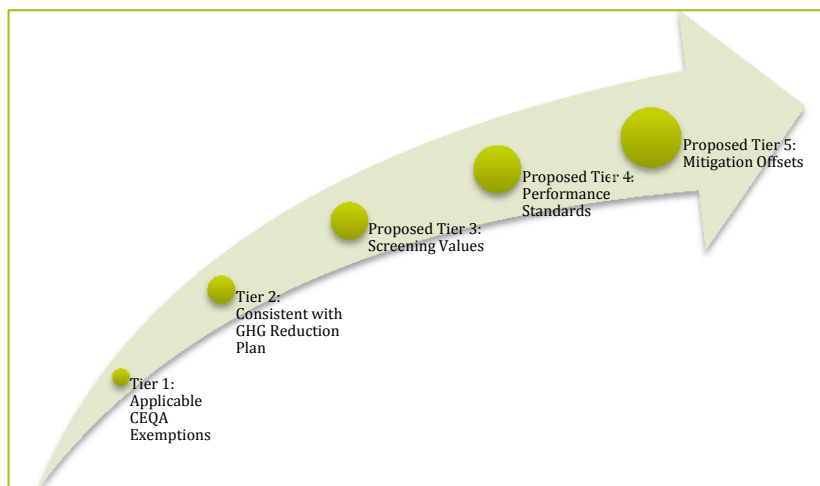 Tier 1:
Applicable
CEQA
Exemptions
Tier 2:
Consistent with
GHG Reduction
Plan
Proposed Tier 3:
Screening Values
Proposed Tier 4:
Performance
Standards
Proposed Tier 5:
Mitigation Offsets